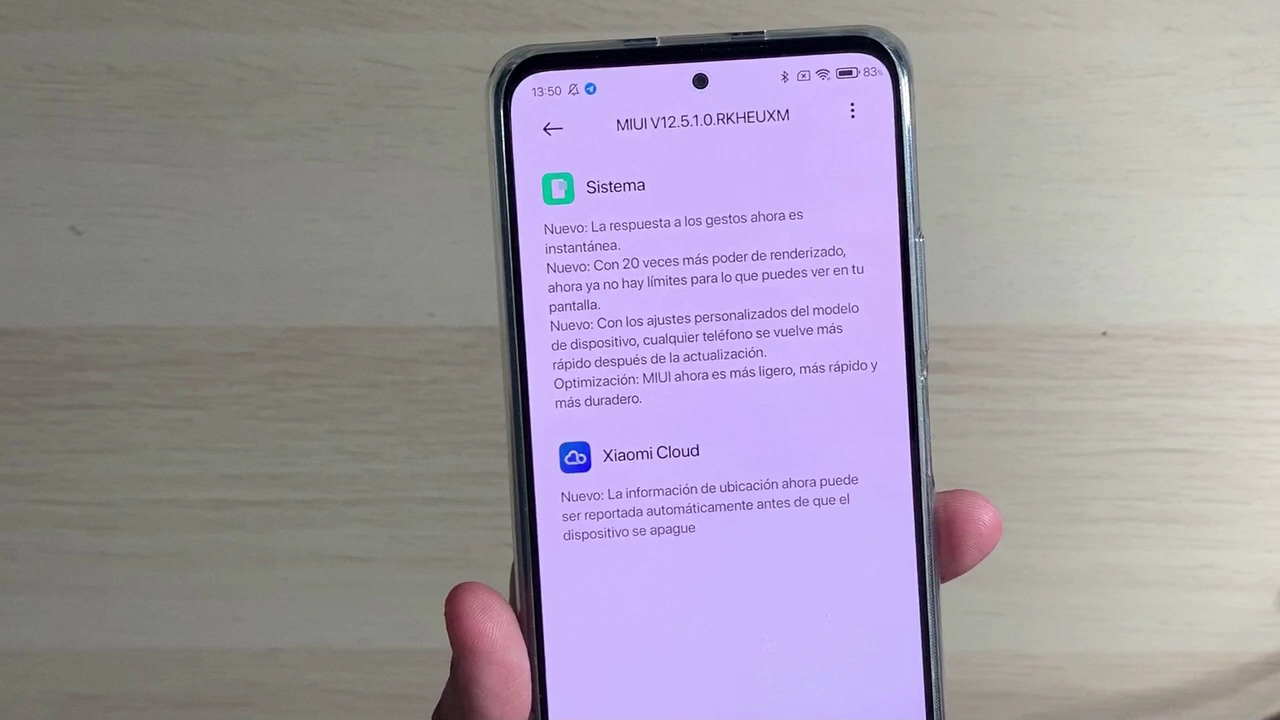 13:50 83%
MIUI V12.5.1.0.RKHEUXM
Sistema
Nuevo: La respuesta a los gestos ahora es
instantánea.
Nuevo: Con 20 veces más poder de renderizado,
ahora ya no hay límites para lo que puedes ver en tu
pantalla.
Nuevo: Con los ajustes personalizados del modelo
de dispositivo, cualquier teléfono se vuelve más
rápido después de la actualización.
Optimización: MIUI ahora es más ligero, más rápido y
más duradero.
Xiaomi Cloud
Nuevo: La información de ubicación ahora puede
ser reportada automáticamente antes de que el
dispositivo se apague